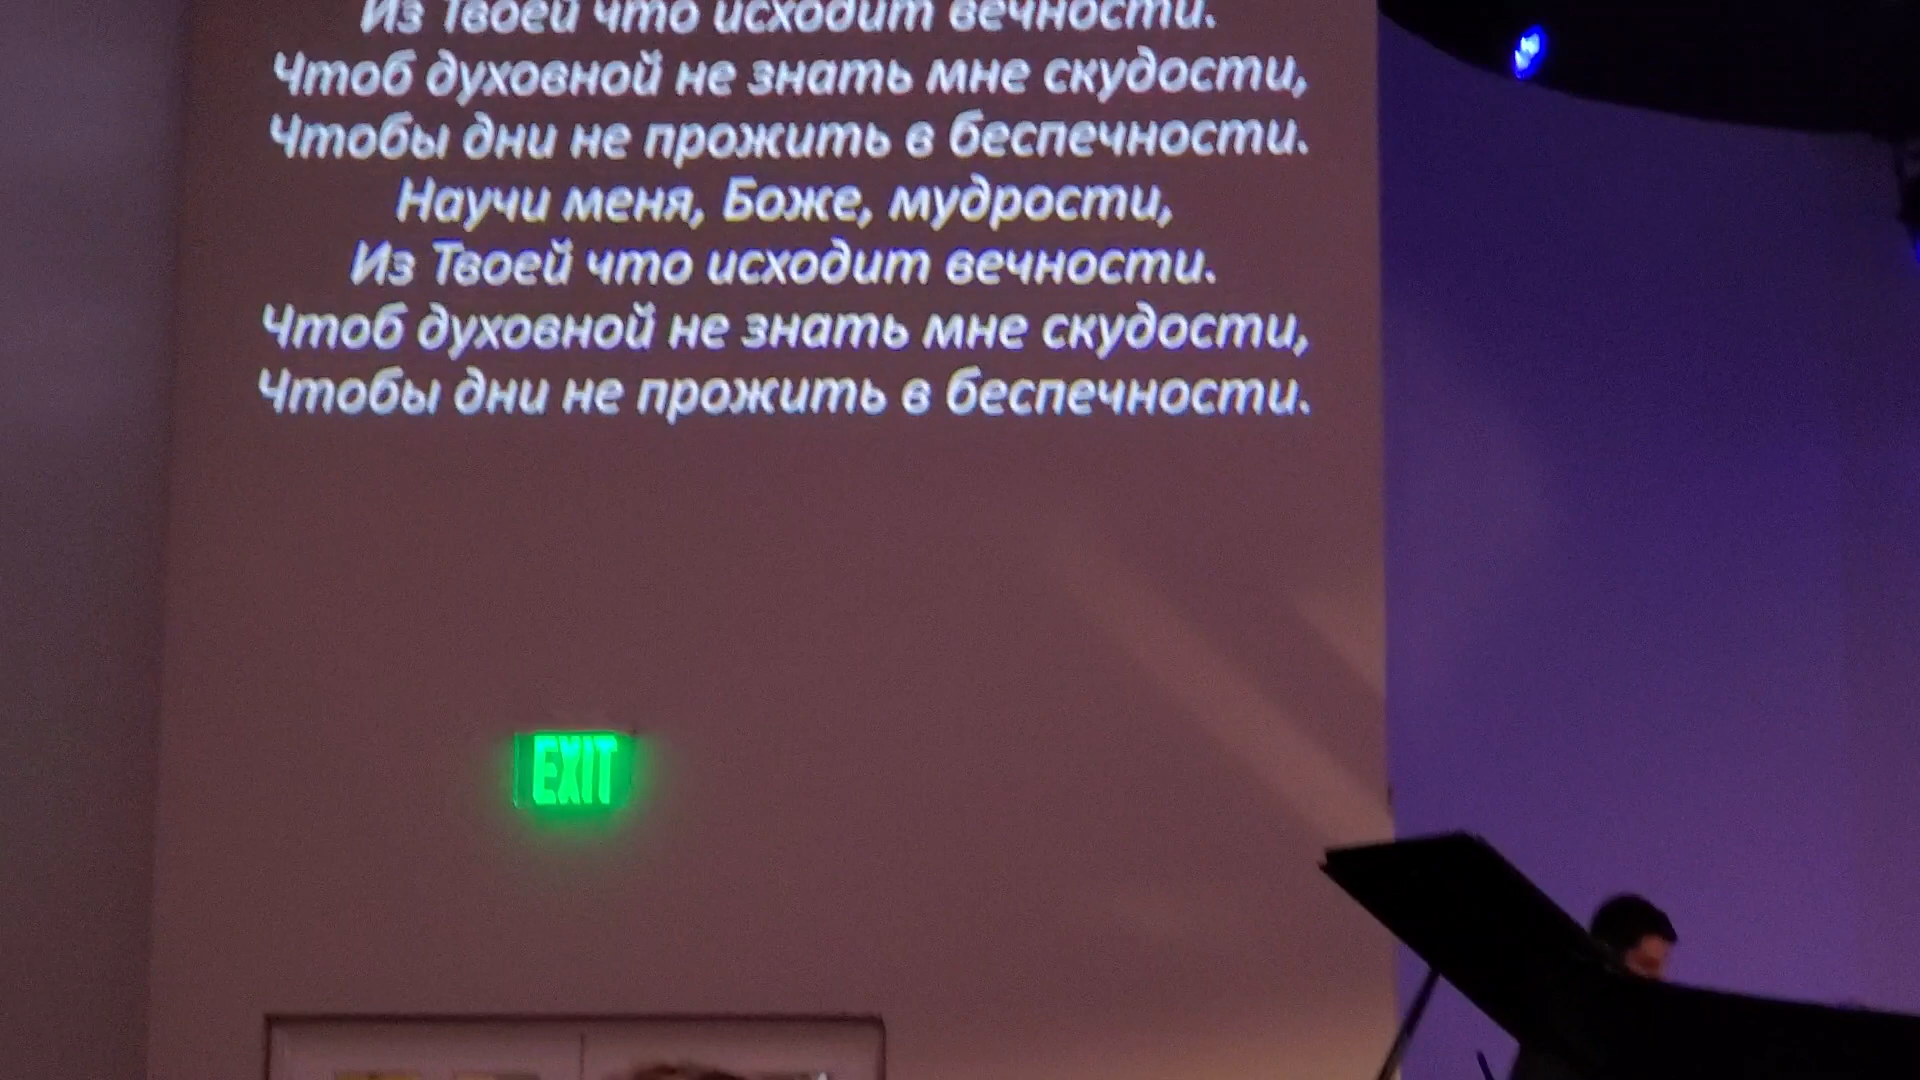 Из Твоей что исходит вечности.
Чтоб духовной не знать мне скудости,
Чтобы дни не прожить в беспечности.
Научи меня, Боже, мудрости,
Из Твоей что исходит вечности.
Чтоб духовной не знать мне скудости,
Чтобы дни не прожить в беспечности.
EXIT